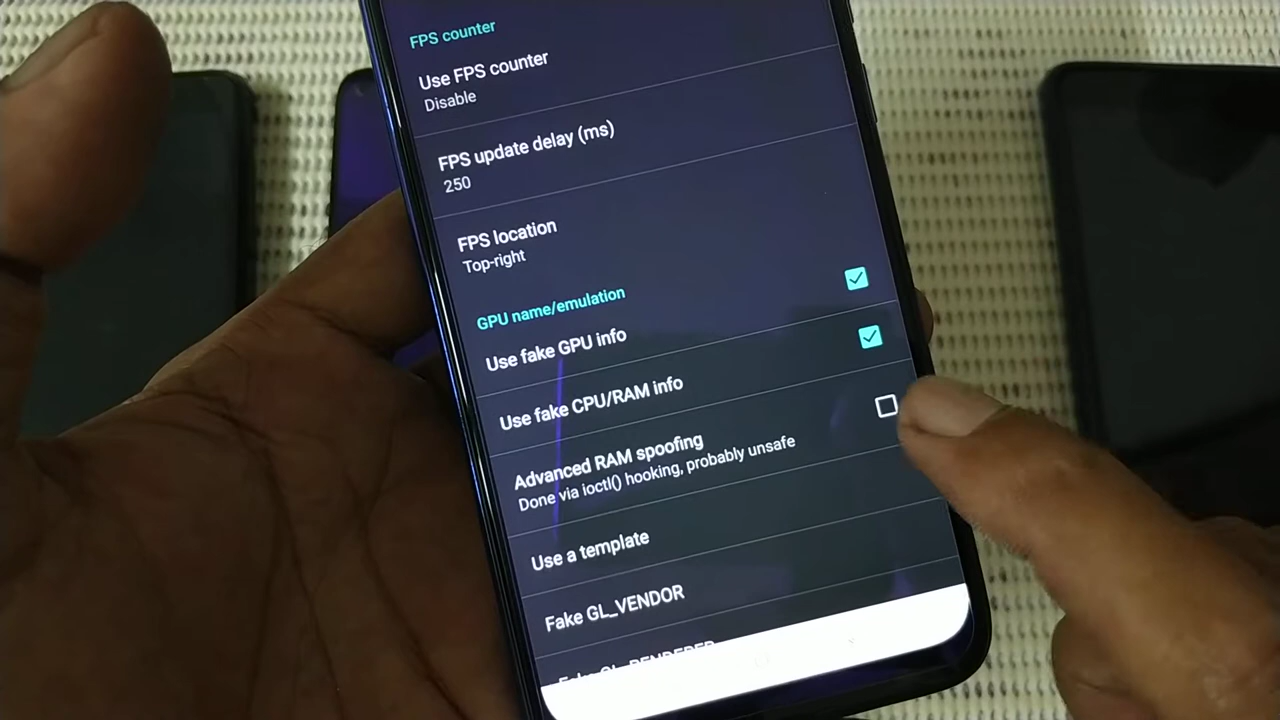 FPS counter
Use FPS counter
Disable
FPS update delay (ms)
250
FPS location
Top-right
GPU name/emulation
Use fake GPU info
Use fake CPU/RAM info
Advanced RAM spoofing
Done via ioctl() hooking, probably unsafe
Use a template
Fake GL_VENDOR
Fake GL_RENDERER